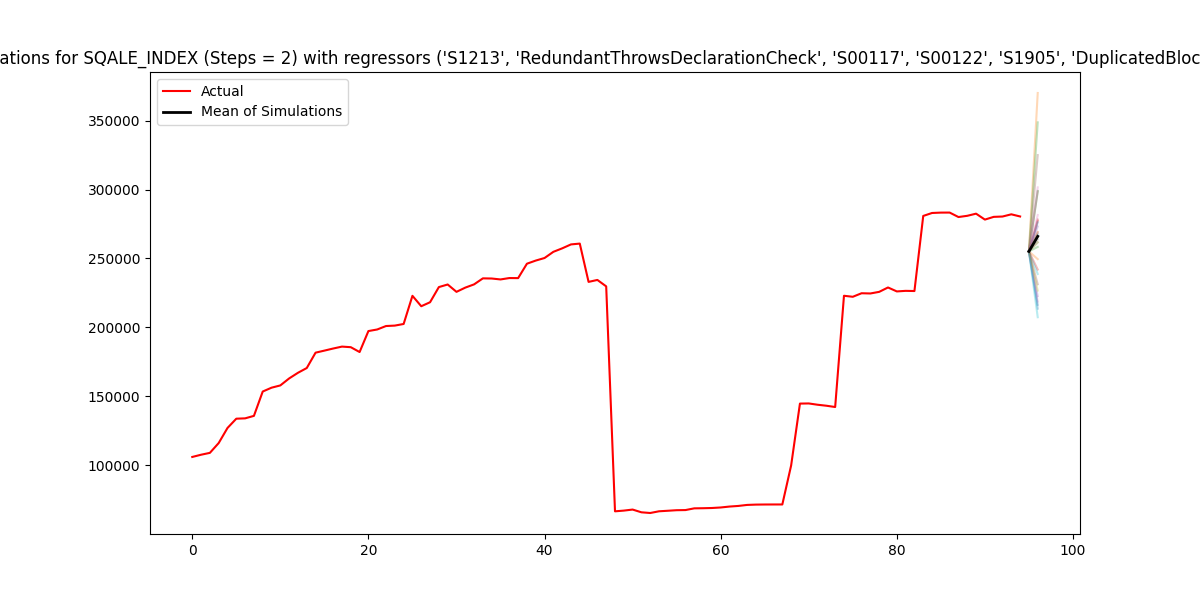 ations for SQALE_INDEX (Steps = 2) with regressors ('S1213', 'RedundantThrowsDeclarationCheck', 'S00117', 'S00122', 'S1905', 'DuplicatedBloc
Actual
Mean of Simulations
350000
300000
250000
200000
150000
100000
0 20 40 60 80 100